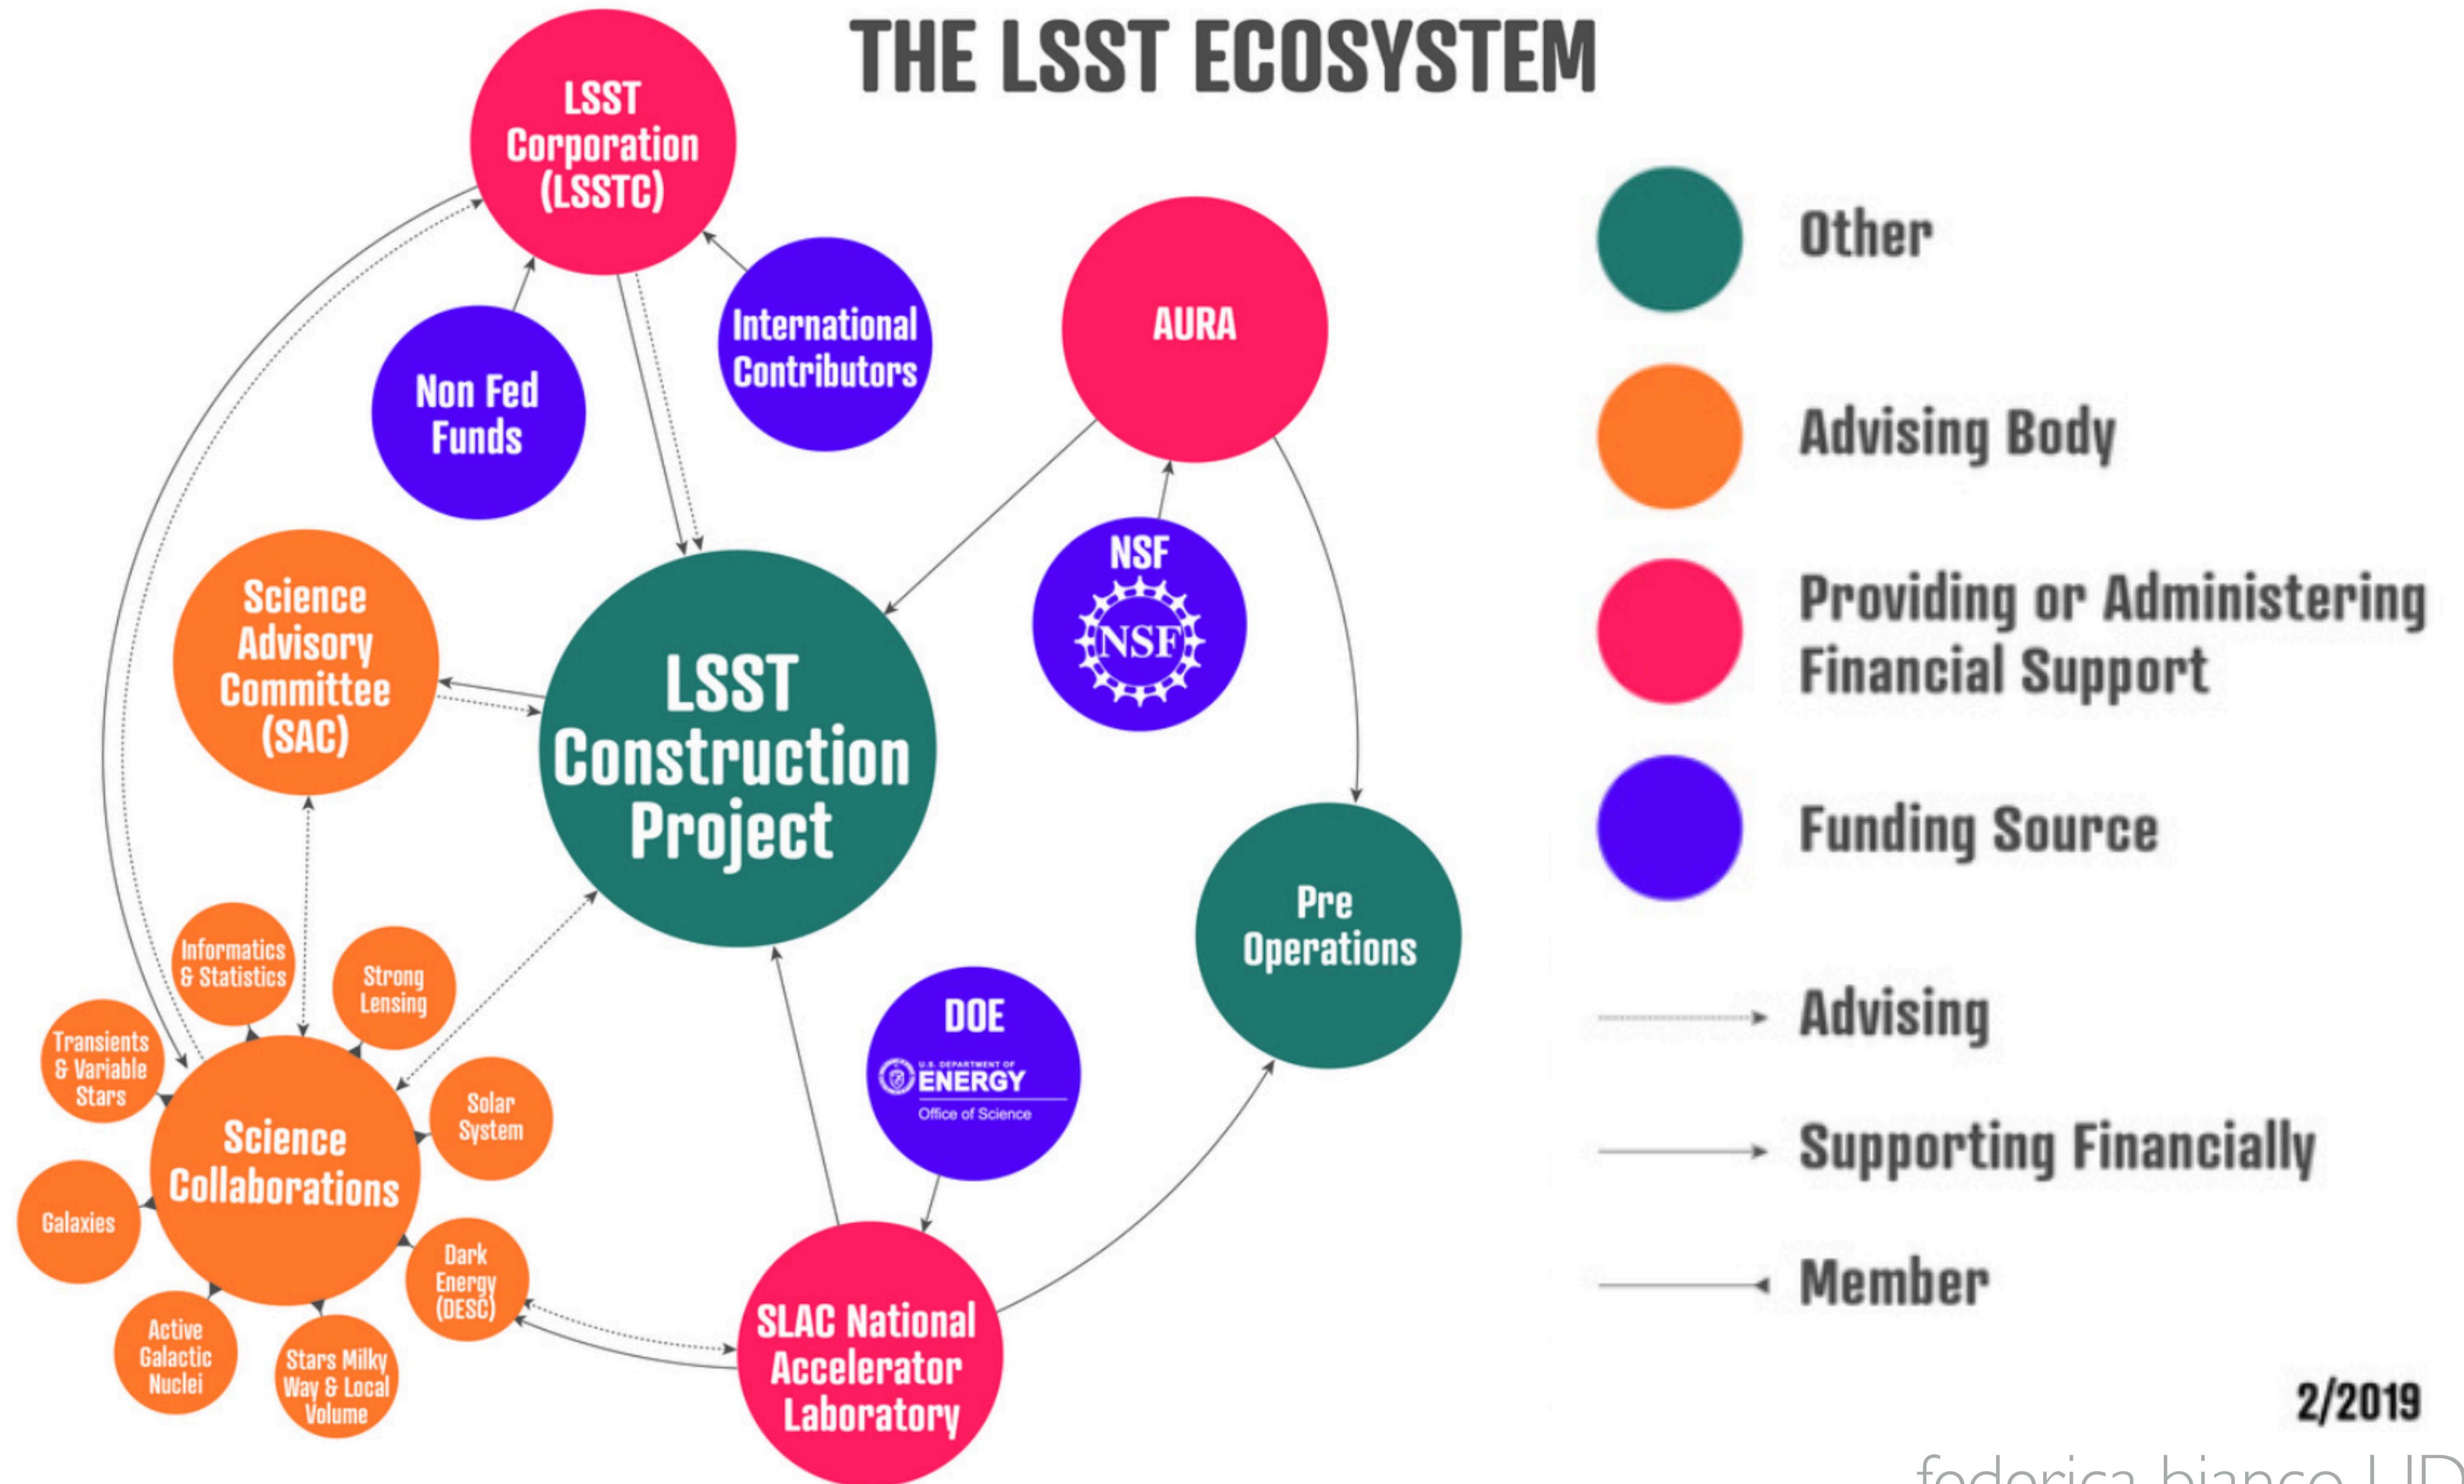 THE LSST ECOSYSTEM
LSST
Corporation
(LSSTC)
Non Fed
Funds
International
Contributors
AURA
NSF
NSF
Science
Advisory
Committee
(SAC)
LSST
Construction
Project
Pre
Operations
DOE
U.S. DEPARTMENT OF
ENERGY
Office of Science
Informatics
& Statistics
Strong
Lensing
Transients
& Variable
Stars
Solar
System
Science
Collaborations
Galaxies
Dark
Energy
(DESC)
Active
Galactic
Nuclei
Stars Milky
Way & Local
Volume
SLAC National
Accelerator
Laboratory
Other
Advising Body
Providing or Administering
Financial Support
Funding Source
Advising
Supporting Financially
Member
2/2019
federica bianco